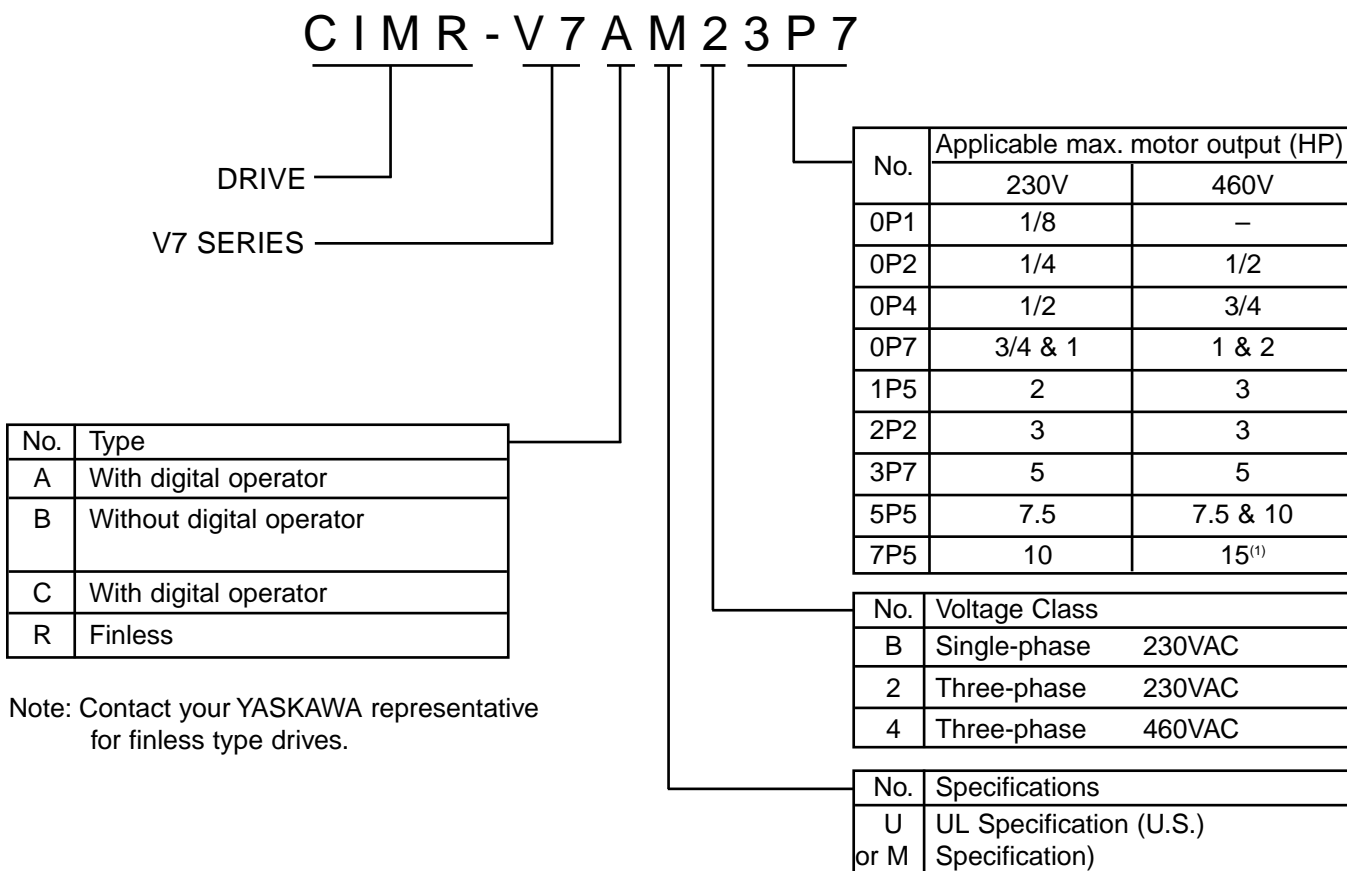 CIMR-V7AM23P7
DRIVE
V7 SERIES
No. Applicable max. motor output (HP)
230V 460V
0P1 1/8 –
0P2 1/4 1/2
0P4 1/2 3/4
0P7 3/4 & 1 1 & 2
1P5 2 3
2P2 3 3
3P7 5 5
5P5 7.5 7.5 & 10
7P5 10 15(1)
No. Type
A With digital operator
B Without digital operator
C With digital operator
R Finless
Note: Contact your YASKAWA representative
for finless type drives.
No. Voltage Class
B Single-phase 230VAC
2 Three-phase 230VAC
4 Three-phase 460VAC
No. Specifications
U UL Specification (U.S.)
or M Specification)